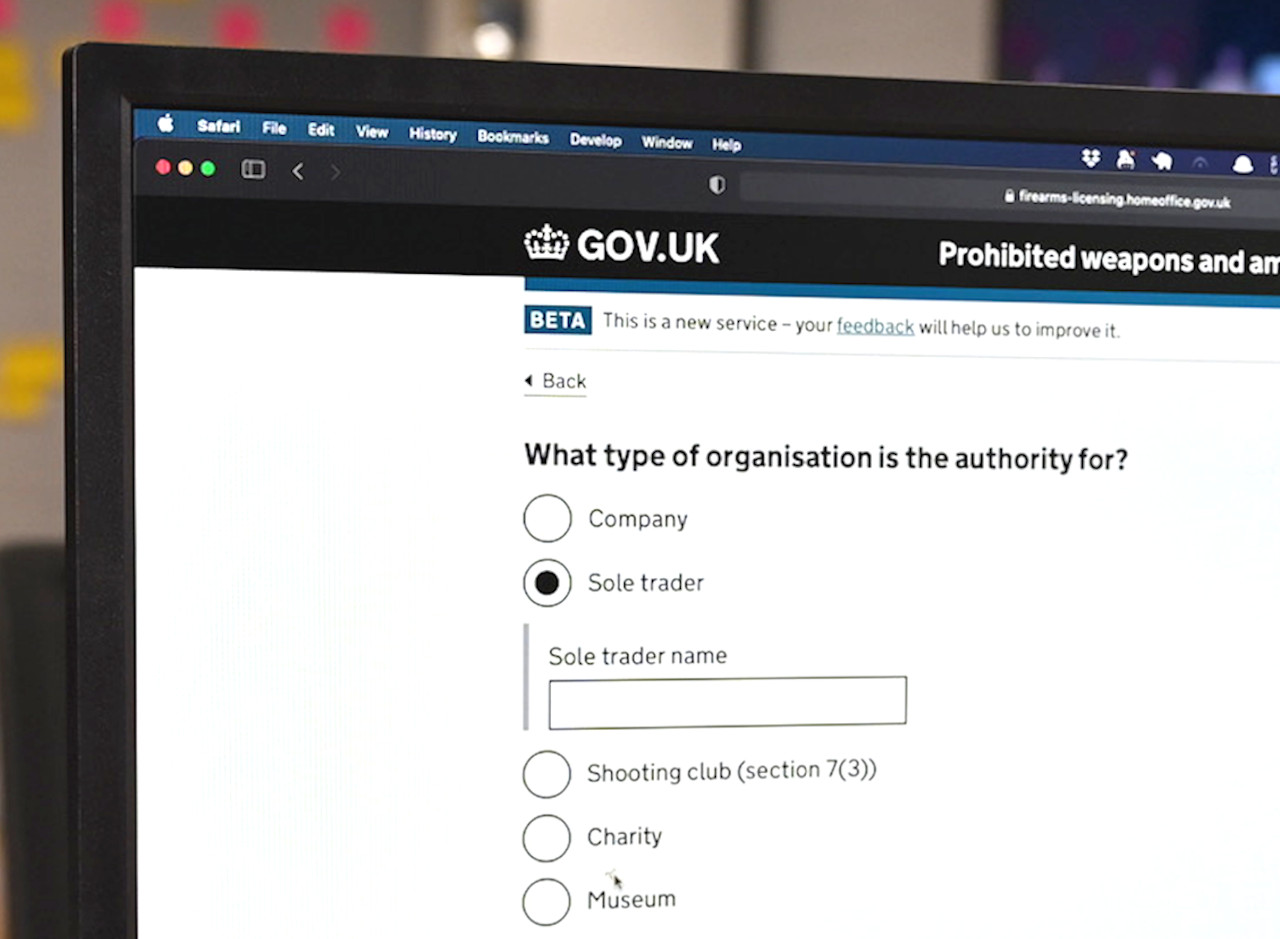 Safari File Edit View History Bookmarks Develop Window Help
firearms-licensing.homeoffice.gov.uk
GOV.UK
Prohibited weapons and am
BETA This is a new service – your feedback will help us to improve it.
Back
What type of organisation is the authority for?
Company
Sole trader
Sole trader name
Shooting club (section 7(3))
Charity
Museum